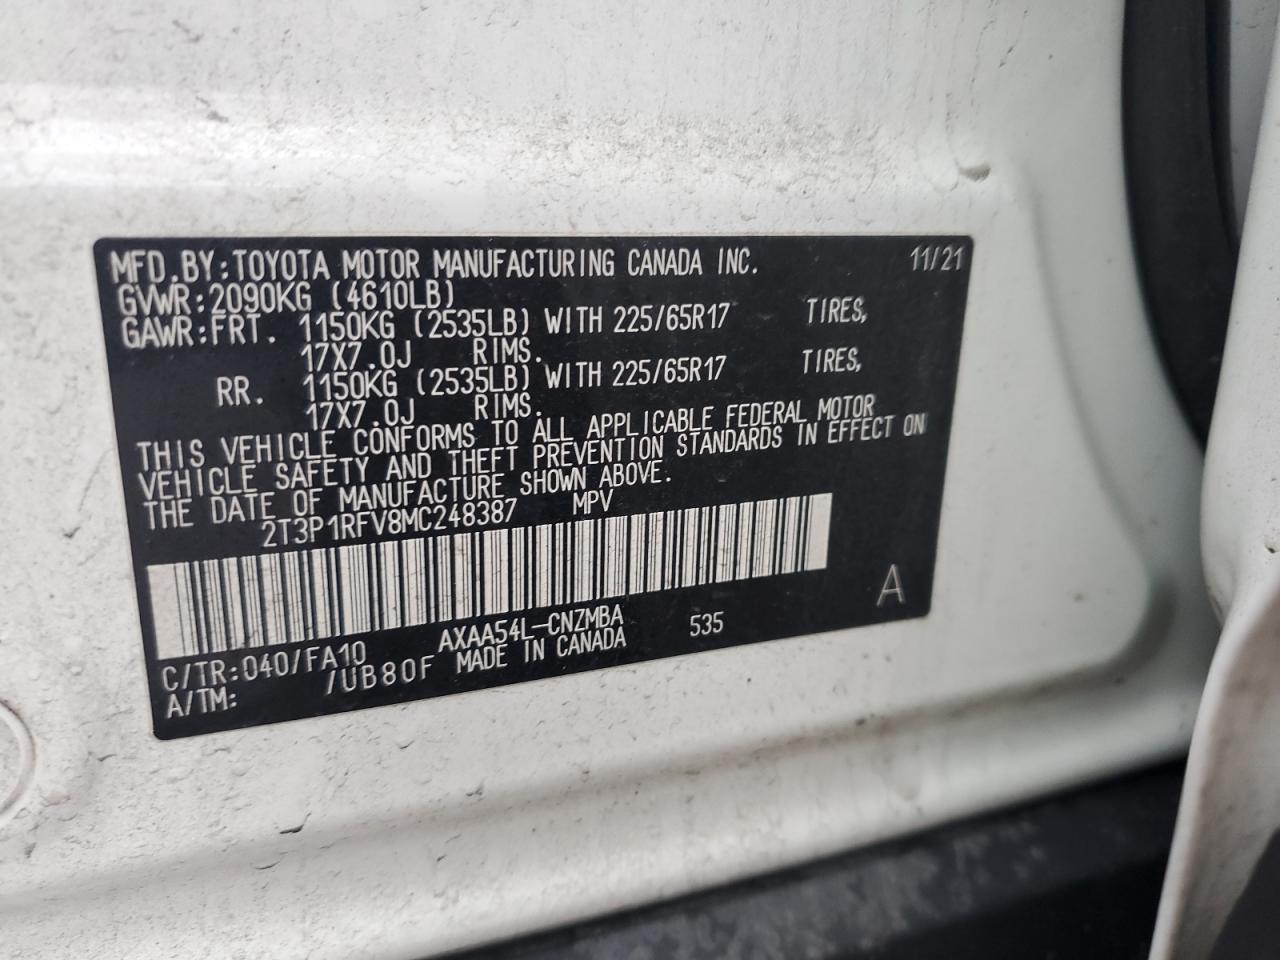 MFD.BY:TOYOTA MOTOR MANUFACTURING CANADA INC. 11/21
GVWR:2090KG (4610LB)
GAWR:FRT. 1150KG (2535LB) WITH 225/65R17 TIRES,
17X7.0J RIMS.
RR. 1150KG (2535LB) WITH 225/65R17 TIRES,
17X7.0J RIMS.
THIS VEHICLE CONFORMS TO ALL APPLICABLE FEDERAL MOTOR
VEHICLE SAFETY AND THEFT PREVENTION STANDARDS IN EFFECT ON
THE DATE OF MANUFACTURE SHOWN ABOVE.
2T3P1RFV8MC248387 MPV
A
C/TR:040/FA10 AXAA54L-CNZMBA 535
A/TM: /UB80F MADE IN CANADA